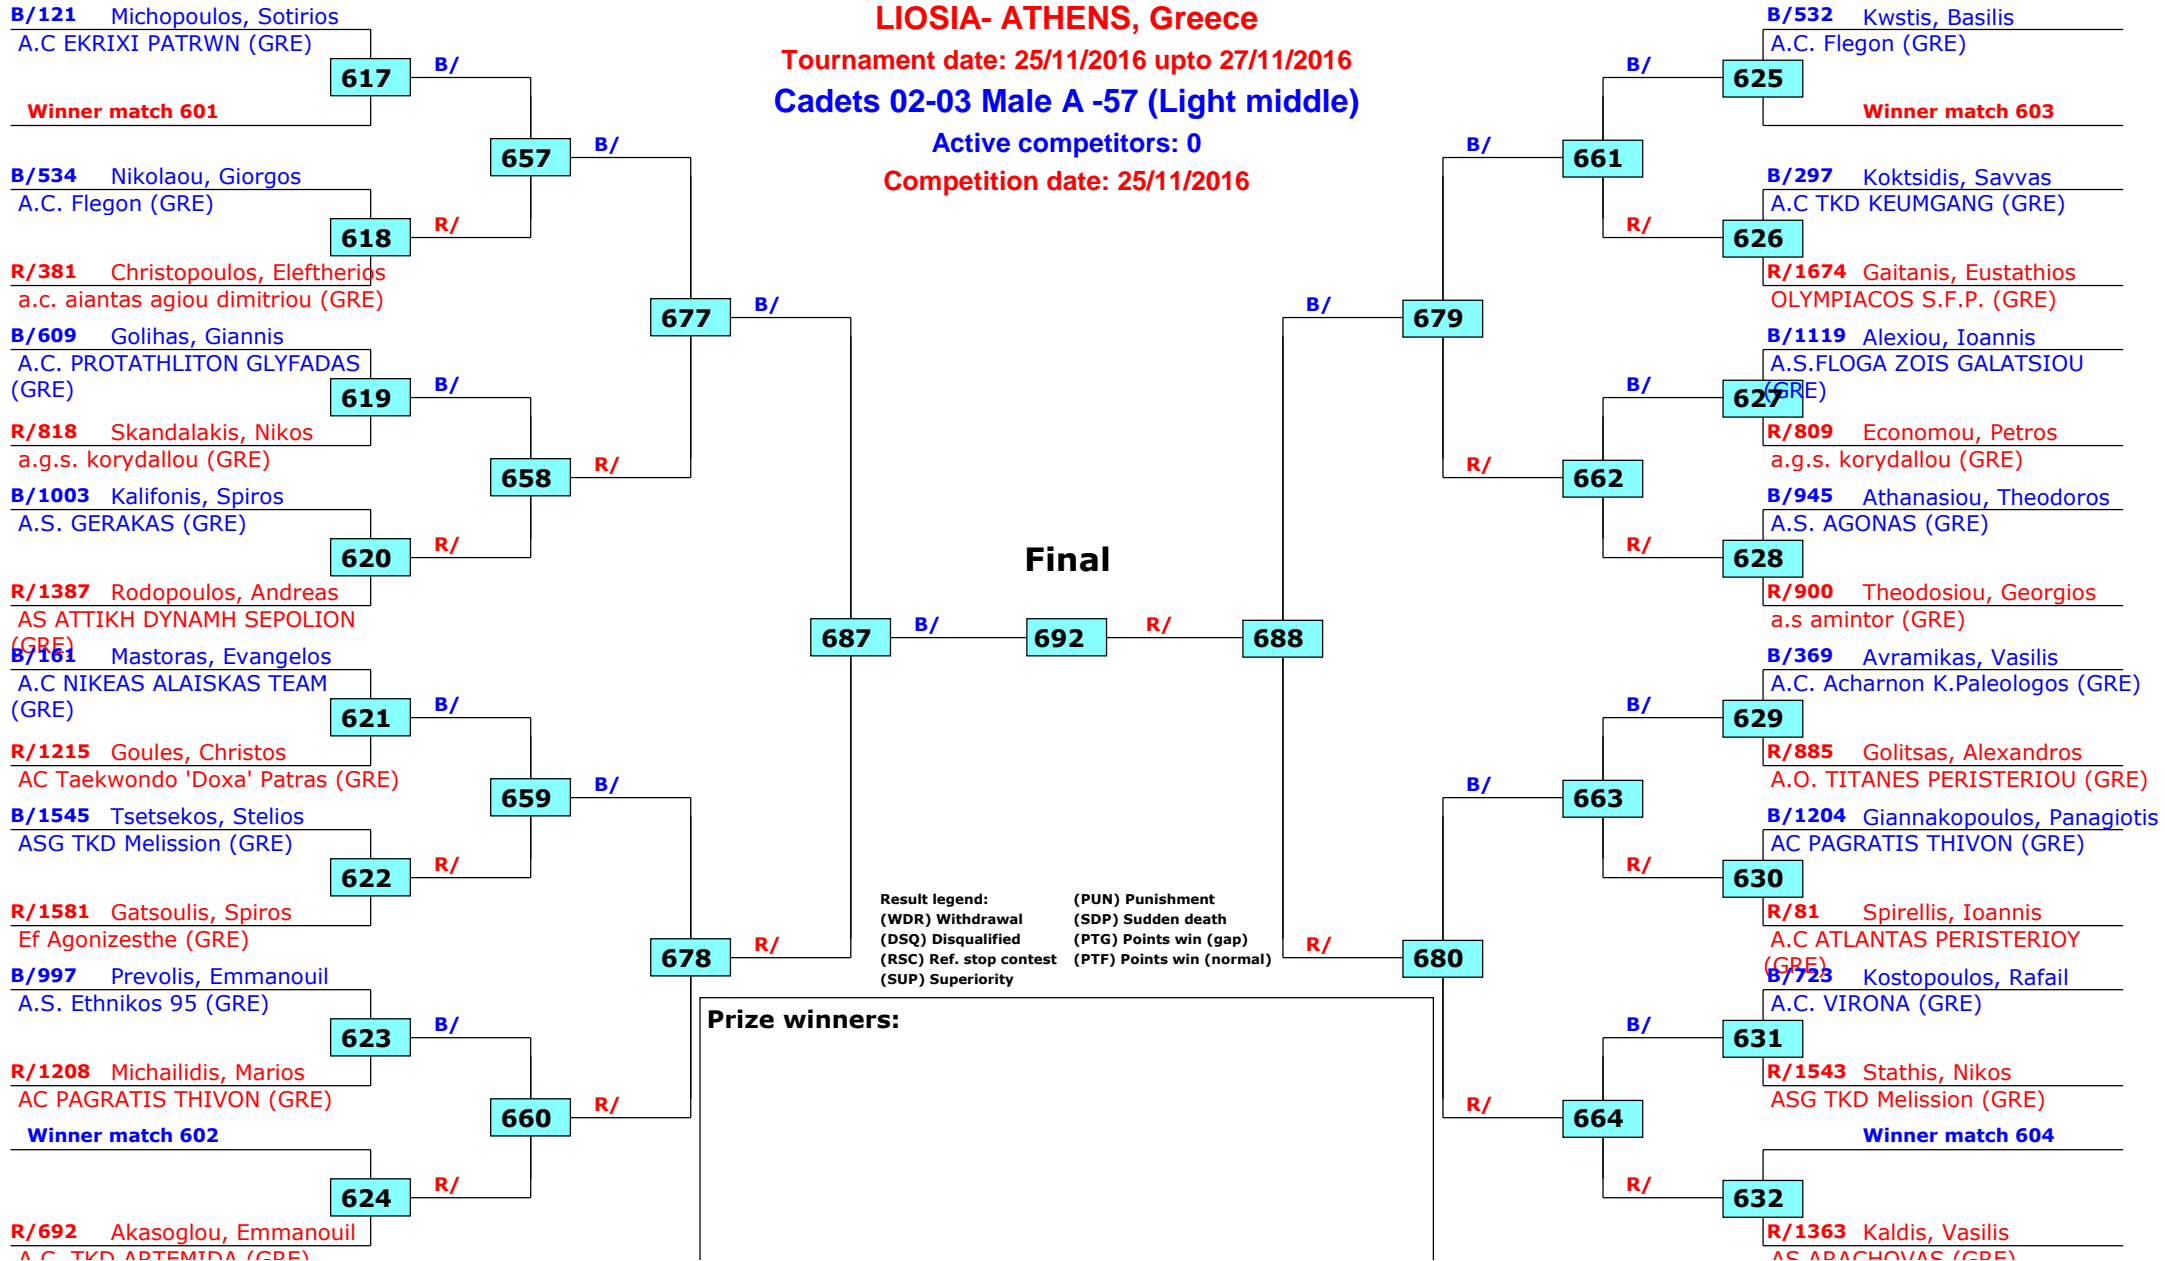 LIOSIA- ATHENS, Greece
Tournament date: 25/11/2016 upto 27/11/2016
Cadets 02-03 Male A -57 (Light middle)
Active competitors: 0
Competition date: 25/11/2016
B/121 Michopoulos, Sotirios
A.C EKRIXI PATRWN (GRE)
617
B/
Winner match 601
657
B/
B/534 Nikolaou, Giorgos
A.C. Flegon (GRE)
618
R/
R/381 Christopoulos, Eleftherios
a.c. aiantas agiou dimitriou (GRE)
677
B/
B/609 Golihas, Giannis
A.C. PROTATHLITON GLYFADAS
(GRE)
619
B/
R/818 Skandalakis, Nikos
a.g.s. korydallou (GRE)
658
R/
B/1003 Kalifonis, Spiros
A.S. GERAKAS (GRE)
620
R/
R/1387 Rodopoulos, Andreas
AS ATTIKH DYNAMH SEPOLION
(GRE)
687
B/
B/161 Mastoras, Evangelos
A.C NIKEAS ALAISKAS TEAM
(GRE)
621
B/
R/1215 Goules, Christos
AC Taekwondo 'Doxa' Patras (GRE)
659
B/
B/1545 Tsetsekos, Stelios
ASG TKD Melission (GRE)
622
R/
R/1581 Gatsoulis, Spiros
Ef Agonizesthe (GRE)
678
R/
B/997 Prevolis, Emmanouil
A.S. Ethnikos 95 (GRE)
623
B/
R/1208 Michailidis, Marios
AC PAGRATIS THIVON (GRE)
660
R/
Winner match 602
624
R/
R/692 Akasoglou, Emmanouil
A.C. TKD ARTEMIDA (GRE)
Final
692
R/
688
Result legend:
(WDR) Withdrawal
(DSQ) Disqualified
(RSC) Ref. stop contest
(SUP) Superiority
(PUN) Punishment
(SDP) Sudden death
(PTG) Points win (gap)
(PTF) Points win (normal)
Prize winners:
B/532 Kwstis, Basilis
A.C. Flegon (GRE)
B/
625
Winner match 603
B/
661
B/297 Koktsidis, Savvas
A.C TKD KEUMGANG (GRE)
R/
626
R/1674 Gaitanis, Eustathios
OLYMPIACOS S.F.P. (GRE)
B/
679
B/1119 Alexiou, Ioannis
A.S.FLOGA ZOIS GALATSIOU
(GRE)
B/
627
R/809 Economou, Petros
a.g.s. korydallou (GRE)
R/
662
B/945 Athanasiou, Theodoros
A.S. AGONAS (GRE)
R/
628
R/900 Theodosiou, Georgios
a.s amintor (GRE)
B/369 Avramikas, Vasilis
A.C. Acharnon K.Paleologos (GRE)
B/
629
R/885 Golitsas, Alexandros
A.O. TITANES PERISTERIOU (GRE)
B/
663
B/1204 Giannakopoulos, Panagiotis
AC PAGRATIS THIVON (GRE)
R/
630
R/81 Spirellis, Ioannis
A.C ATLANTAS PERISTERIOY
(GRE)
R/
680
B/723 Kostopoulos, Rafail
A.C. VIRONA (GRE)
B/
631
R/1543 Stathis, Nikos
ASG TKD Melission (GRE)
R/
664
Winner match 604
R/
632
R/1363 Kaldis, Vasilis
AS ARACHOVAS (GRE)